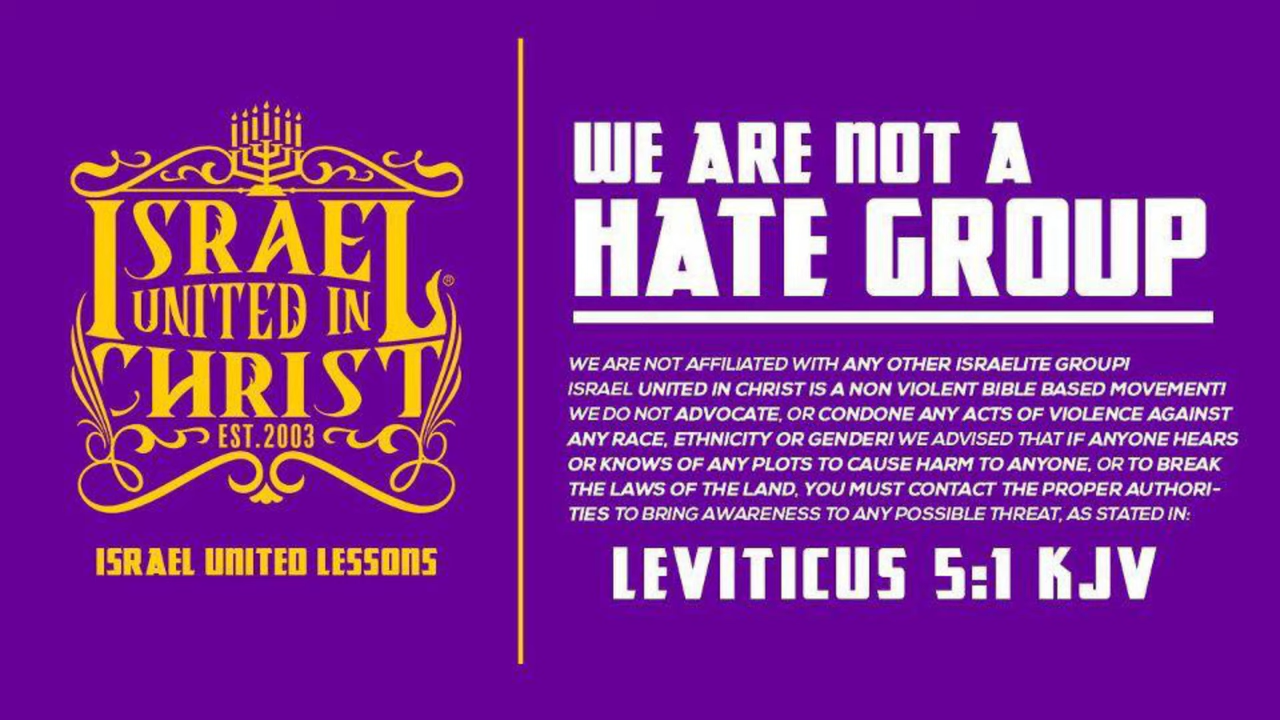 ISRAEL
UNITED IN
CHRIST
®
EST.2003
ISRAEL UNITED LESSONS
WE ARE NOT A
HATE GROUP
WE ARE NOT AFFILIATED WITH ANY OTHER ISRAELITE GROUP!
ISRAEL UNITED IN CHRIST IS A NON VIOLENT BIBLE BASED MOVEMENT!
WE DO NOT ADVOCATE, OR CONDONE ANY ACTS OF VIOLENCE AGAINST
ANY RACE, ETHNICITY OR GENDER! WE ADVISED THAT IF ANYONE HEARS
OR KNOWS OF ANY PLOTS TO CAUSE HARM TO ANYONE, OR TO BREAK
THE LAWS OF THE LAND, YOU MUST CONTACT THE PROPER AUTHORI-
TIES TO BRING AWARENESS TO ANY POSSIBLE THREAT, AS STATED IN:
LEVITICUS 5:1 KJV